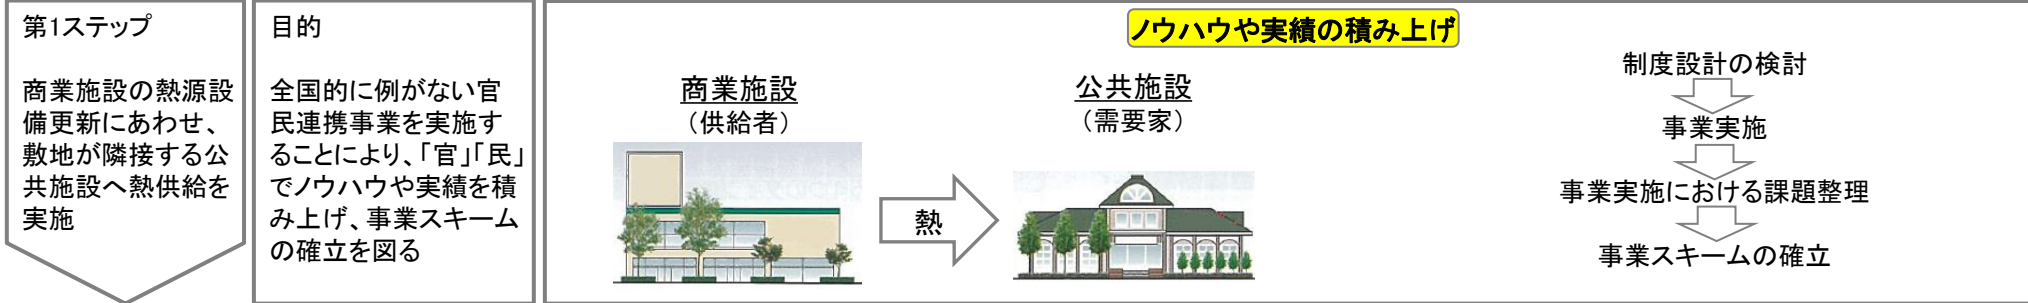 第1ステップ
商業施設の熱源設
備更新にあわせ、
敷地が隣接する公
共施設へ熱供給を
実施
目的
全国的に例がない官
民連携事業を実施す
ることにより、「官」「民」
でノウハウや実績を積
み上げ、事業スキーム
の確立を図る
ノウハウや実績の積み上げ
商業施設
（供給者）
熱
公共施設
（需要家）
制度設計の検討
事業実施
事業実施における課題整理
事業スキームの確立